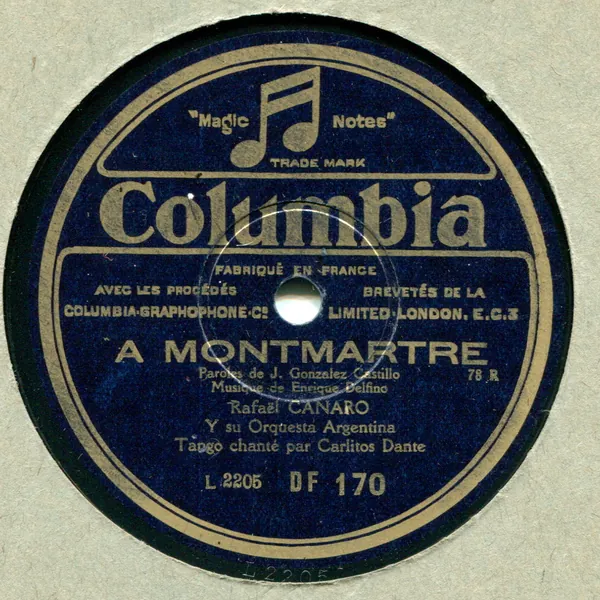 "Magic Notes"
TRADE MARK
Columbia
FABRIQUÉ EN FRANCE
AVEC LES PROCÉDÉS BREVETÉS DE LA
COLUMBIA-GRAPHOPHONE-Cº LIMITED-LONDON, E.C.3
A MONTMARTRE
Paroles de J. Gonzalez Castillo 78 R
Musique de Enrique Delfino
Rafaël CANARO
Y su Orquesta Argentina
Tango chanté par Carlitos Dante
L 2205 DF 170
L2205